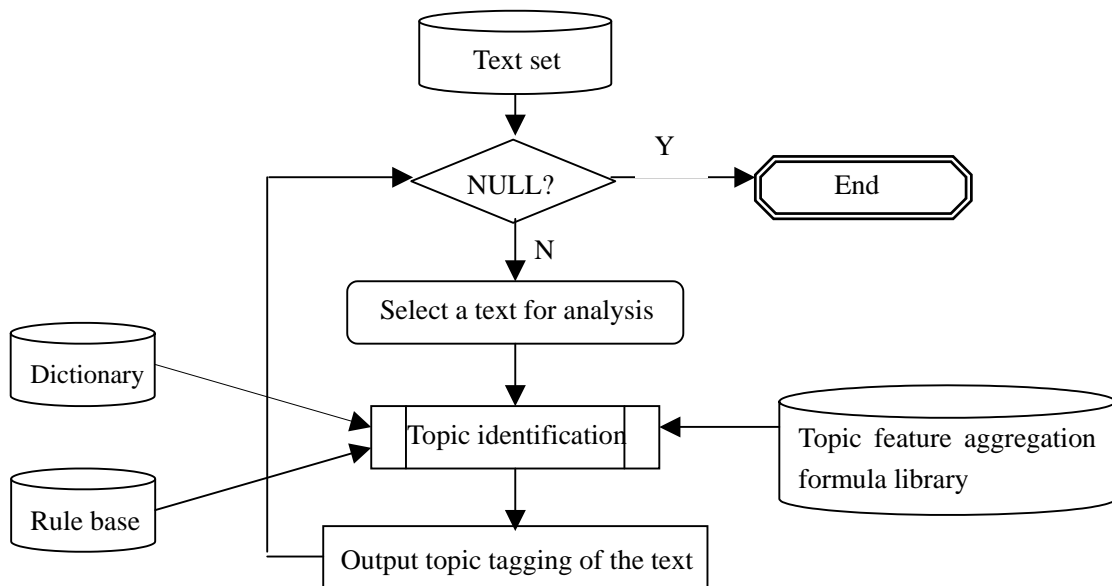 Text set
Y
NULL?
End
N
Select a text for analysis
Dictionary
Topic identification
Topic feature aggregation
formula library
Rule base
Output topic tagging of the text